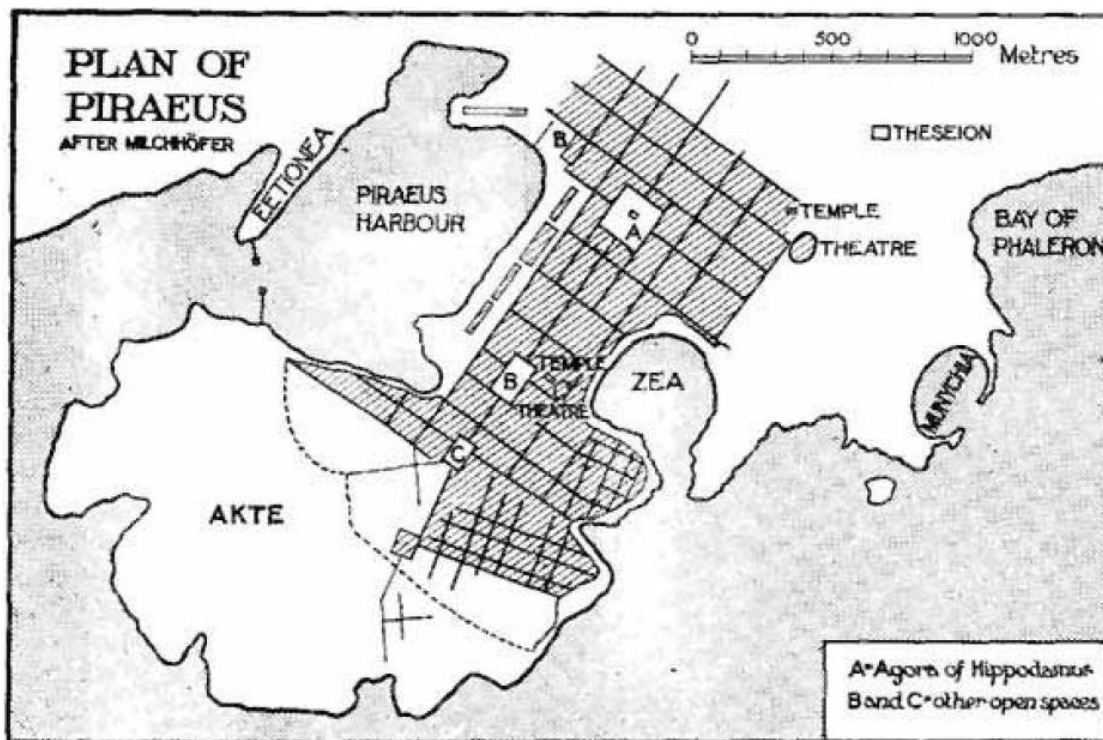 PLAN OF
PIRAEUS
AFTER MILCHHÖFER
0 500 1000
Metres
THESEION
EETIONEA
PIRAEUS
HARBOUR
B
A
TEMPLE
THEATRE
BAY OF
PHALERON
TEMPLE
B
THEATRE
ZEA
MUNYCHIA
C
AKTE
A=Agora of Hippodamus
B and C=other open spaces